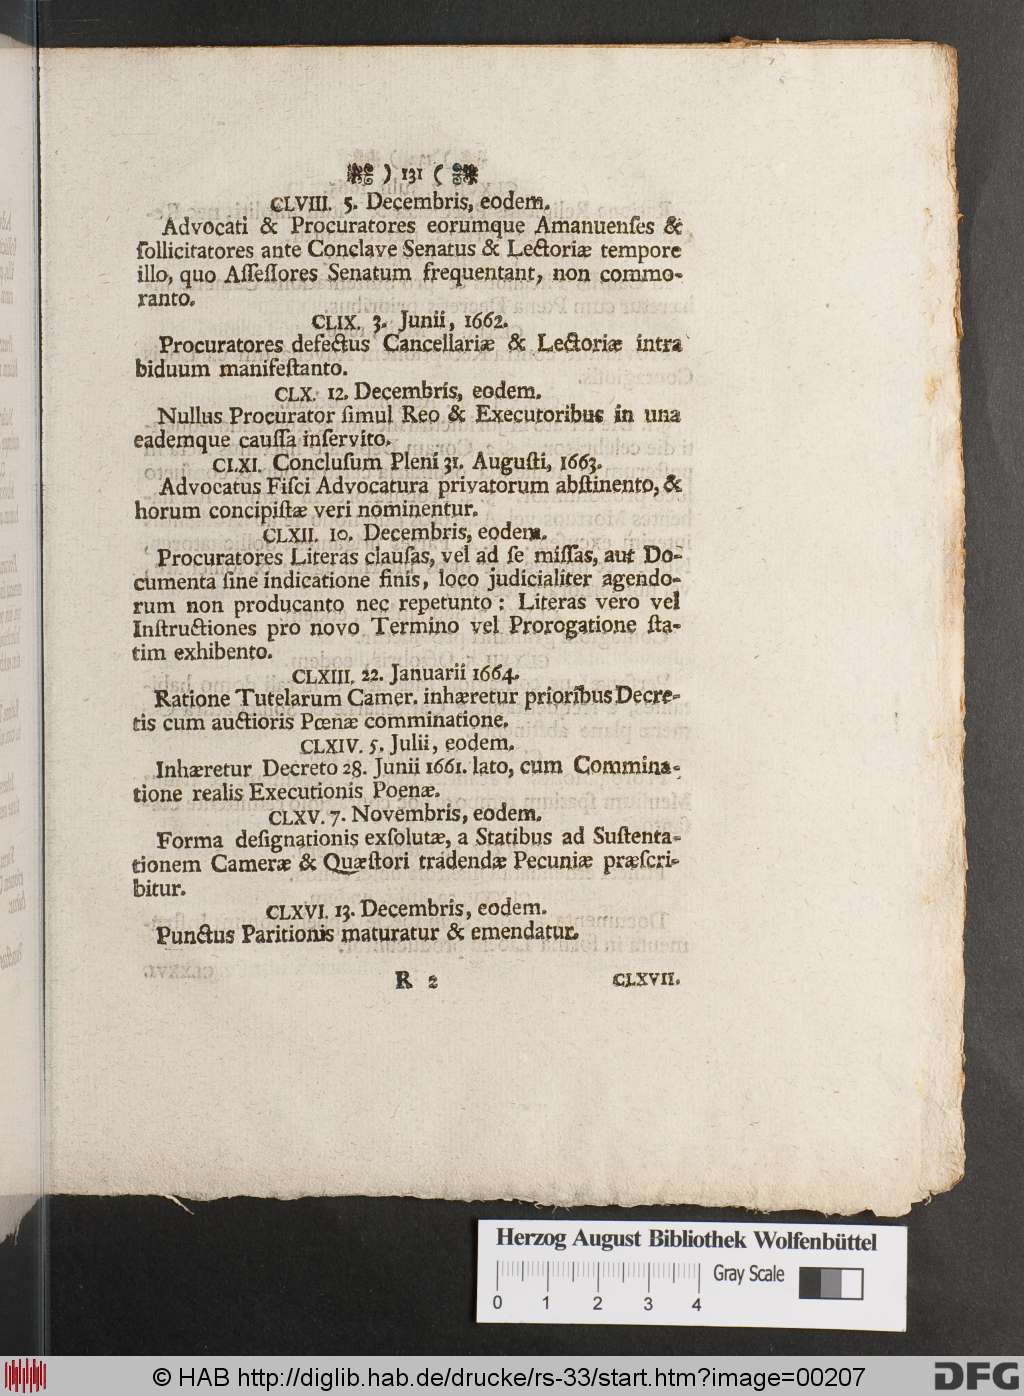 ) 131 (
CLVIII. 5. Decembris, eodem.
Advocati & Procuratores eorumque Amanuenſes &
ſollicitatores ante Conclave Senatus & Lectoriæ tempore
illo, quo Aſſeſſores Senatum frequentant, non commo-
ranto.
CLIX. 3. Junii, 1662.
Procuratores defectus Cancellariæ & Lectoriæ intra
biduum manifeſtanto.
CLX. 12. Decembris, eodem.
Nullus Procurator ſimul Reo & Executoribus in una
eademque cauſſa inſervito.
CLXI. Concluſum Pleni 31. Auguſti, 1663.
Advocatus Fiſci Advocatura privatorum abſtinento, &
horum concipiſtæ veri nominentur.
CLXII. 10. Decembris, eodem.
Procuratores Literas clauſas, vel ad ſe miſſas, aut Do-
cumenta ſine indicatione finis, loco judicialiter agendo-
rum non producanto nec repetunto: Literas vero vel
Inſtructiones pro novo Termino vel Prorogatione ſta-
tim exhibento.
CLXIII. 22. Januarii 1664.
Ratione Tutelarum Camer. inhæretur prioribus Decre-
tis cum auctioris Pœnæ comminatione.
CLXIV. 5. Julii, eodem.
Inhæretur Decreto 28. Junii 1661. lato, cum Commina-
tione realis Executionis Poenæ.
CLXV. 7. Novembris, eodem.
Forma deſignationis exſolutæ, a Statibus ad Suſtenta-
tionem Cameræ & Quæſtori tradendæ Pecuniæ præſcri-
bitur.
CLXVI. 13. Decembris, eodem.
Punctus Paritionis maturatur & emendatur.
R 2 CLXVII.
Herzog August Bibliothek Wolfenbüttel
Gray Scale
0 1 2 3 4
© HAB http://diglib.hab.de/drucke/rs-33/start.htm?image=00207
DFG